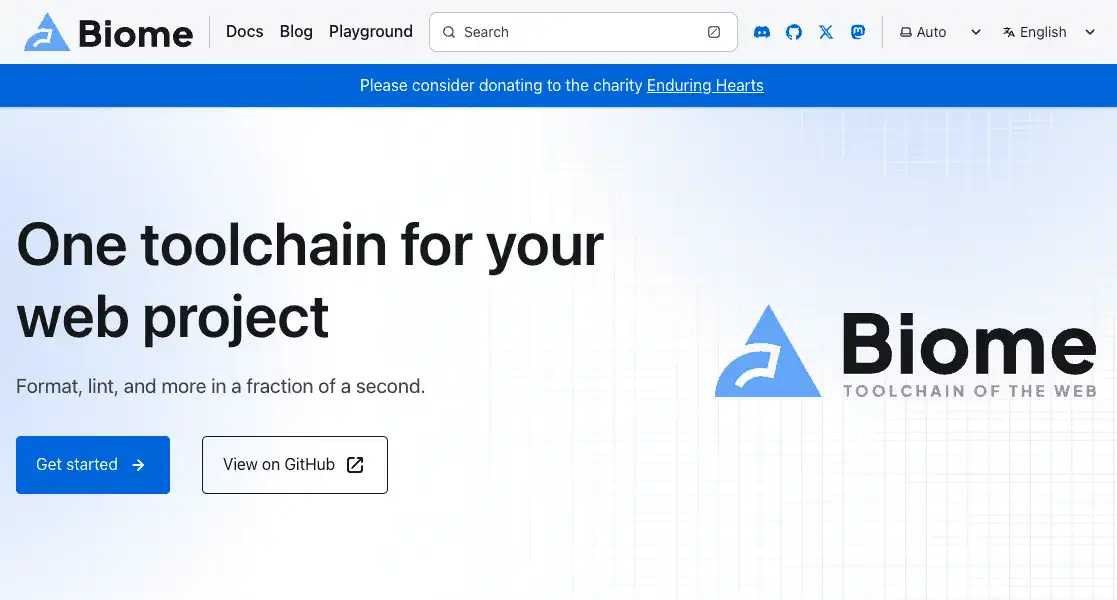 Biome
Docs Blog Playground
Search
Auto
English
Please consider donating to the charity Enduring Hearts
One toolchain for your
web project
Format, lint, and more in a fraction of a second.
Get started
View on GitHub
Biome
TOOLCHAIN OF THE WEB